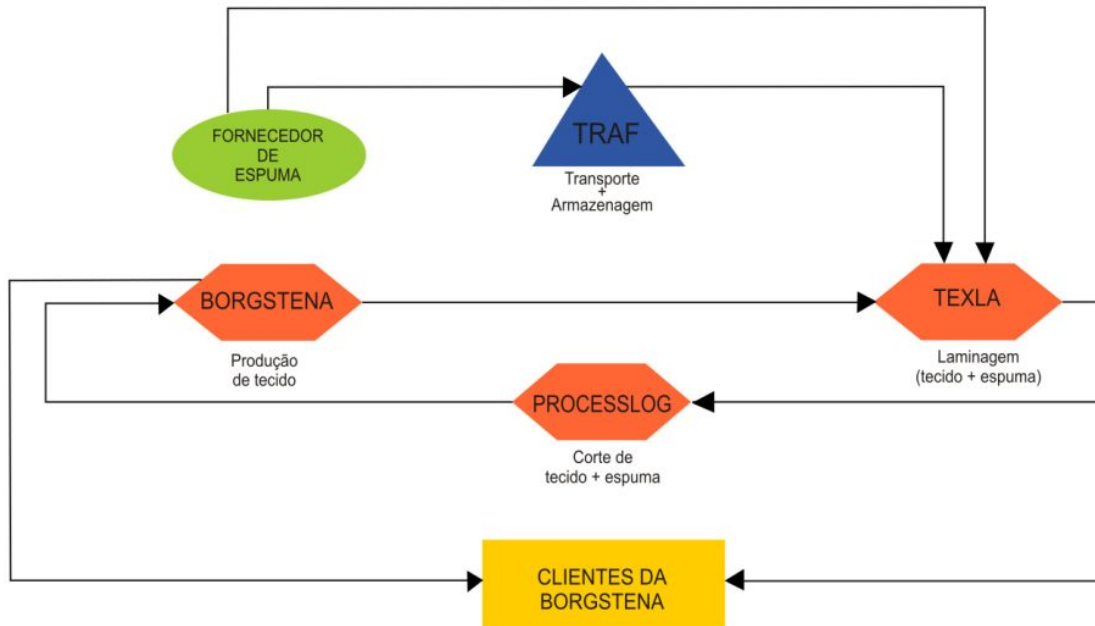 FORNECEDOR
DE
ESPUMA
TRAF
Transporte
+
Armazenagem
BORGSTENA
Produção
de tecido
TEXLA
Laminagem
(tecido + espuma)
PROCESSLOG
Corte de
tecido + espuma
CLIENTES DA
BORGSTENA